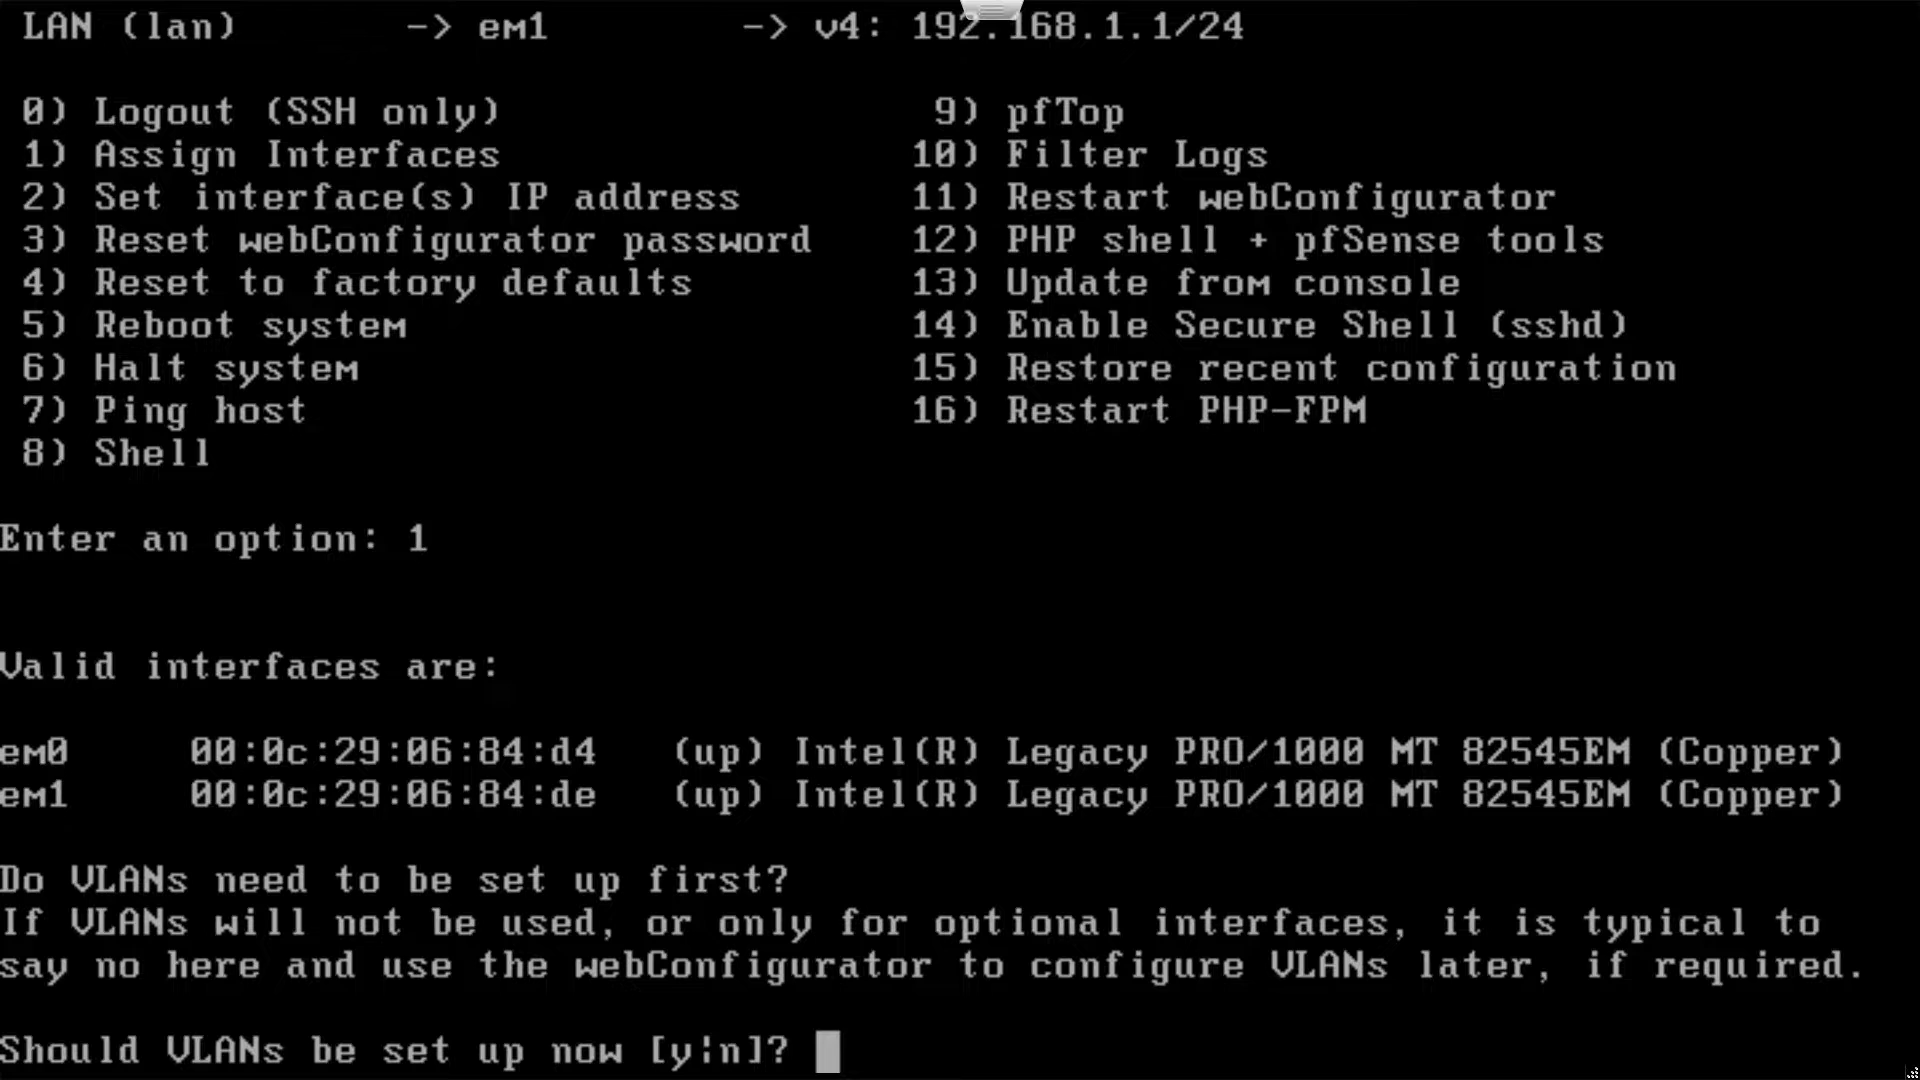 LAN (lan) -> em1 -> v4: 192.168.1.1/24
0) Logout (SSH only) 9) pfTop
1) Assign Interfaces 10) Filter Logs
2) Set interface(s) IP address 11) Restart webConfigurator
3) Reset webConfigurator password 12) PHP shell + pfSense tools
4) Reset to factory defaults 13) Update from console
5) Reboot system 14) Enable Secure Shell (sshd)
6) Halt system 15) Restore recent configuration
7) Ping host 16) Restart PHP-FPM
8) Shell
Enter an option: 1
Valid interfaces are:
em0 00:0c:29:06:84:d4 (up) Intel(R) Legacy PRO/1000 MT 82545EM (Copper)
em1 00:0c:29:06:84:de (up) Intel(R) Legacy PRO/1000 MT 82545EM (Copper)
Do VLANs need to be set up first?
If VLANs will not be used, or only for optional interfaces, it is typical to
say no here and use the webConfigurator to configure VLANs later, if required.
Should VLANs be set up now [y|n]?